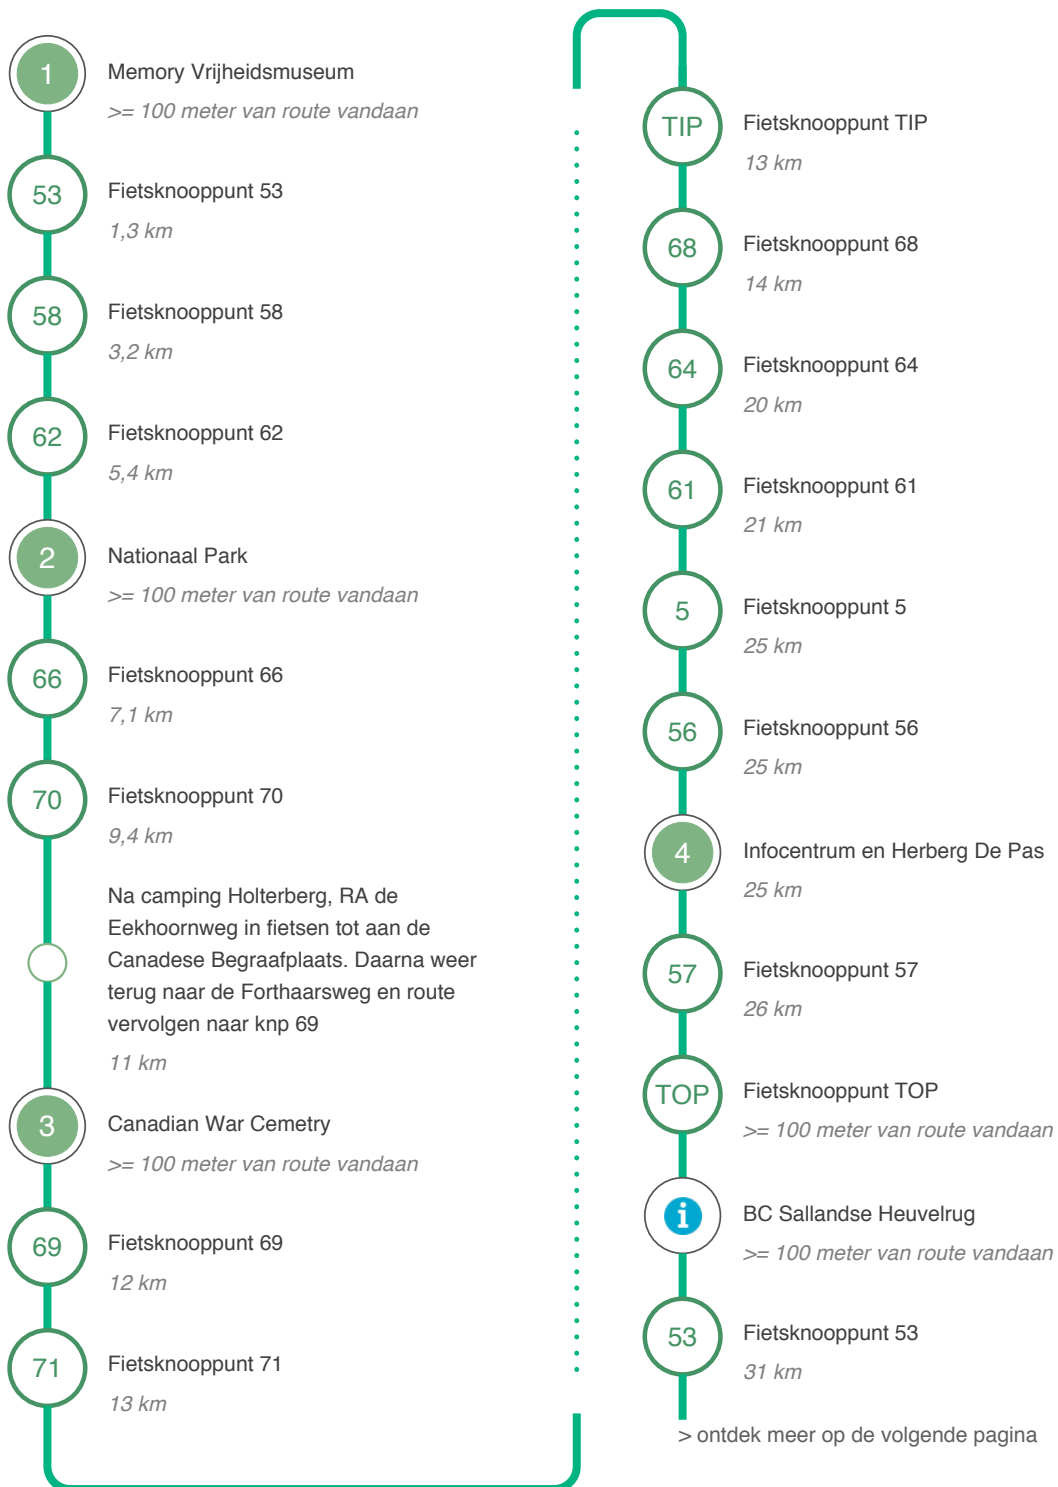 1
Memory Vrijheidsmuseum
>= 100 meter van route vandaan
53
Fietsknooppunt 53
1,3 km
58
Fietsknooppunt 58
3,2 km
62
Fietsknooppunt 62
5,4 km
2
Nationaal Park
>= 100 meter van route vandaan
66
Fietsknooppunt 66
7,1 km
70
Fietsknooppunt 70
9,4 km
Na camping Holterberg, RA de
Eekhoornweg in fietsen tot aan de
Canadese Begraafplaats. Daarna weer
terug naar de Forthaarsweg en route
vervolgen naar knp 69
11 km
3
Canadian War Cemetry
>= 100 meter van route vandaan
69
Fietsknooppunt 69
12 km
71
Fietsknooppunt 71
13 km
TIP
Fietsknooppunt TIP
13 km
68
Fietsknooppunt 68
14 km
64
Fietsknooppunt 64
20 km
61
Fietsknooppunt 61
21 km
5
Fietsknooppunt 5
25 km
56
Fietsknooppunt 56
25 km
4
Infocentrum en Herberg De Pas
25 km
57
Fietsknooppunt 57
26 km
TOP
Fietsknooppunt TOP
>= 100 meter van route vandaan
i
BC Sallandse Heuvelrug
>= 100 meter van route vandaan
53
Fietsknooppunt 53
31 km
> ontdek meer op de volgende pagina